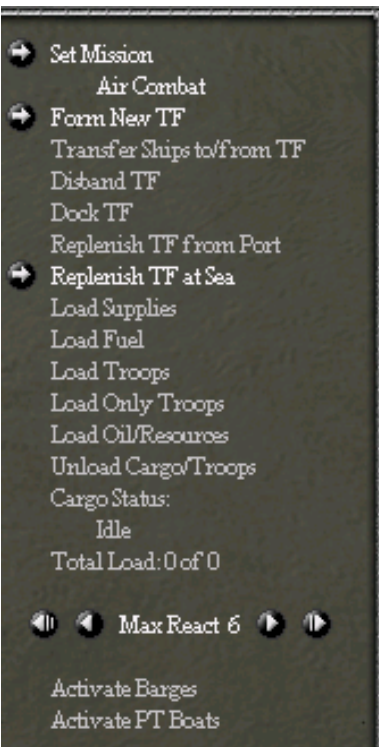 Set Mission
Air Combat
Form New TF
Transfer Ships to/from TF
Disband TF
Dock TF
Replenish TF from Port
Replenish TF at Sea
Load Supplies
Load Fuel
Load Troops
Load Only Troops
Load Oil/Resources
Unload Cargo/Troops
Cargo Status:
Idle
Total Load: 0 of 0
Max React 6
Activate Barges
Activate PT Boats